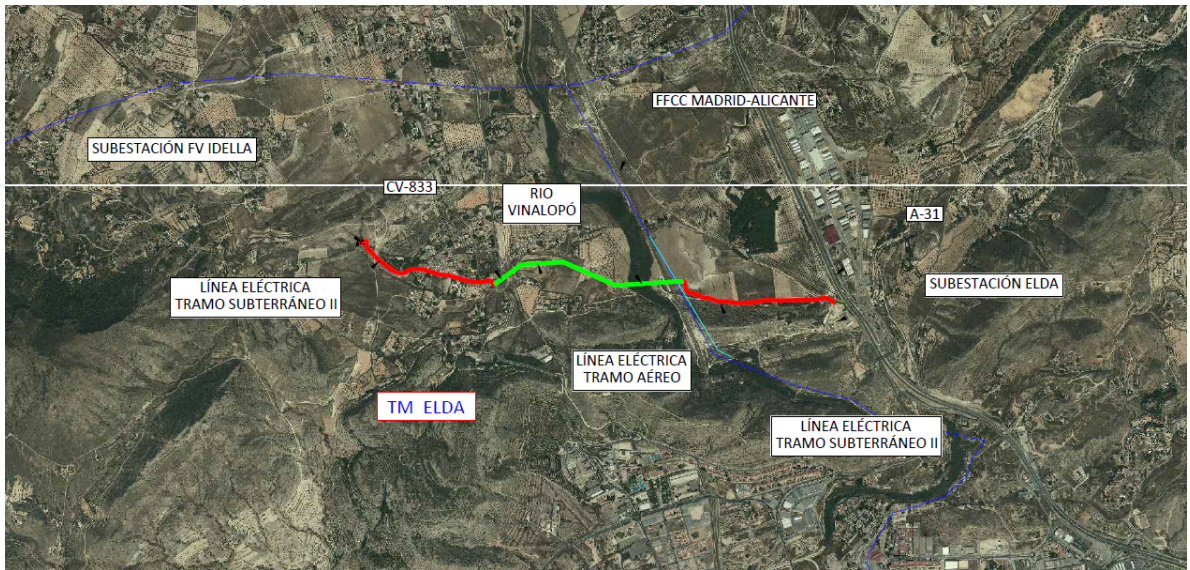 FFCC MADRID-ALICANTE
SUBESTACIÓN FV IDELLA
CV-833
RIO
VINALOPÓ
A-31
LÍNEA ELÉCTRICA
TRAMO SUBTERRÁNEO II
SUBESTACIÓN ELDA
LÍNEA ELÉCTRICA
TRAMO AÉREO
TM ELDA
LÍNEA ELÉCTRICA
TRAMO SUBTERRÁNEO II